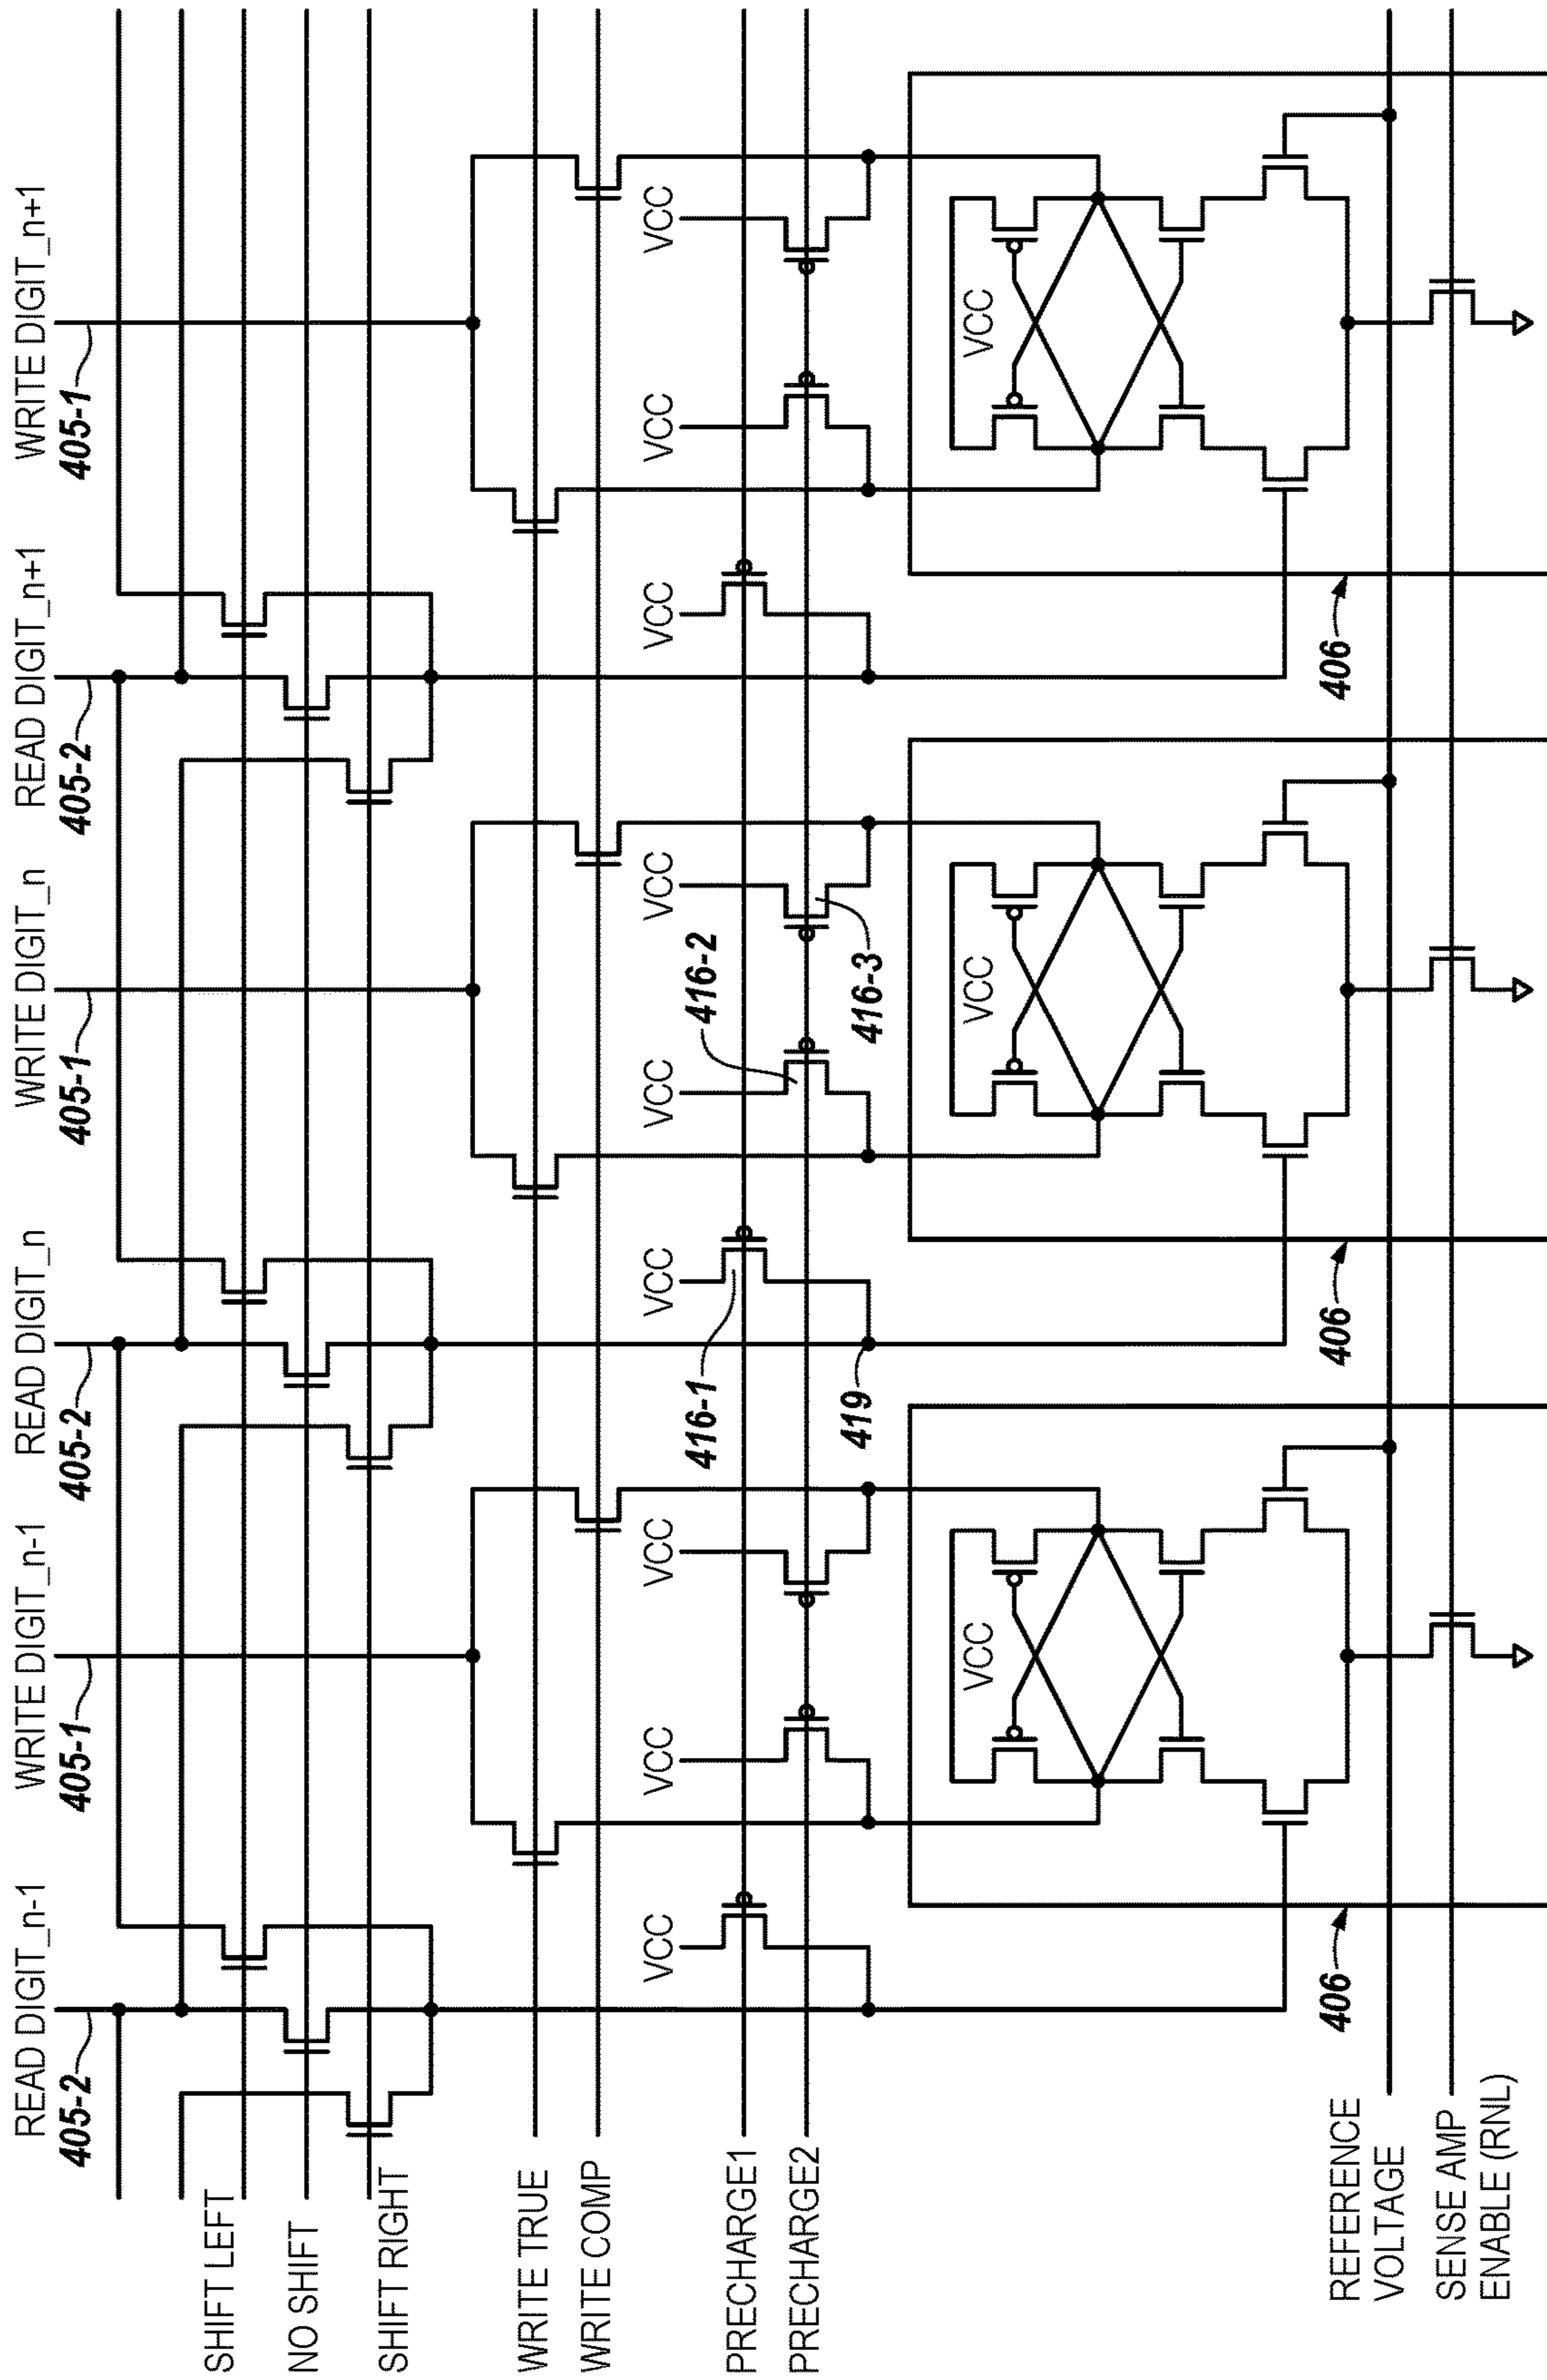 READ DIGIT_n-1
WRITE DIGIT_n-1
READ DIGIT_n
WRITE DIGIT_n
READ DIGIT_n+1
WRITE DIGIT_n+1
405-2
405-1
405-2
405-1
405-2
405-1
SHIFT LEFT
NO SHIFT
SHIFT RIGHT
WRITE TRUE
WRITE COMP
VCC
VCC
VCC
VCC
VCC
VCC
VCC
VCC
VCC
416-1
416-2
PRECHARGE1
PRECHARGE2
419
416-3
VCC
VCC
VCC
406
406
406
REFERENCE
VOLTAGE
SENSE AMP
ENABLE (RNL)